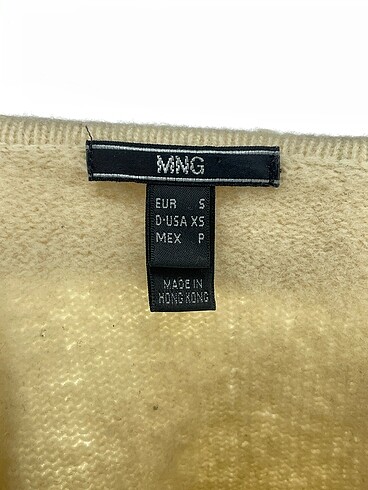 MNG
EUR S
D·USA XS
MEX P
MADE IN
HONG KONG